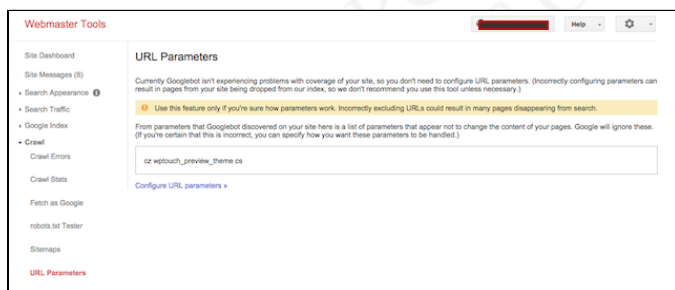 Webmaster Tools
Help
Site Dashboard
Site Messages (8)
Search Appearance
Search Traffic
Google Index
Crawl
Crawl Errors
Crawl Stats
Fetch as Google
robots.txt Tester
Sitemaps
URL Parameters
URL Parameters
Currently Googlebot isn't experiencing problems with coverage of your site, so you don't need to configure URL parameters. (Incorrectly configuring parameters can
result in pages from your site being dropped from our index, so we don't recommend you use this tool unless necessary.)
Use this feature only if you're sure how parameters work. Incorrectly excluding URLs could result in many pages disappearing from search.
From parameters that Googlebot discovered on your site here is a list of parameters that appear not to change the content of your pages. Google will ignore these.
(If you're certain that this is incorrect, you can specify how you want these parameters to be handled.)
cz wptouch_preview_theme cs
Configure URL parameters »